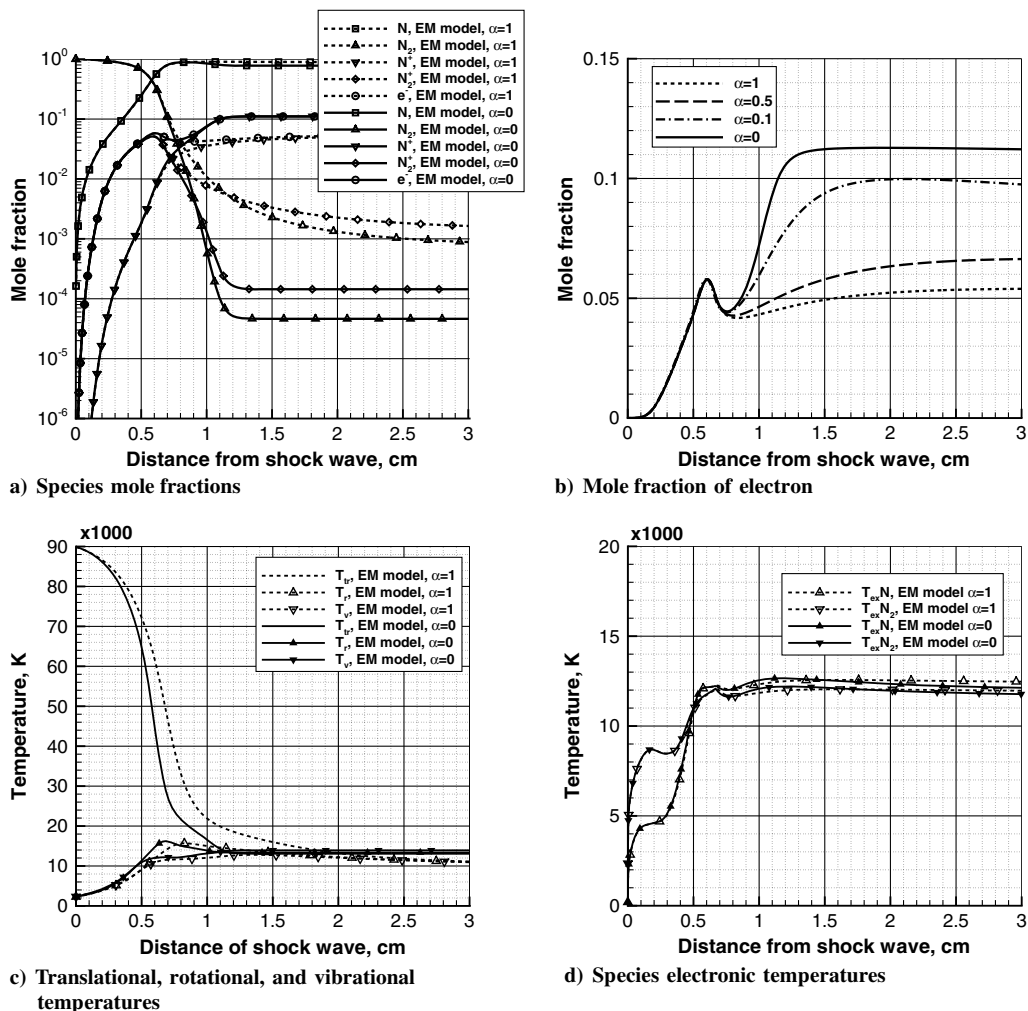 N, EM model, α=1
N₂, EM model, α=1
N⁺, EM model, α=1
N₂⁺, EM model, α=1
e⁻, EM model, α=1
N, EM model, α=0
N₂, EM model, α=0
N⁺, EM model, α=0
N₂⁺, EM model, α=0
e⁻, EM model, α=0
Mole fraction
10⁰
10⁻¹
10⁻²
10⁻³
10⁻⁴
10⁻⁵
10⁻⁶
0 0.5 1 1.5 2 2.5 3
Distance from shock wave, cm
a) Species mole fractions
α=1
α=0.5
α=0.1
α=0
Mole fraction
0.15
0.1
0.05
0
0 0.5 1 1.5 2 2.5 3
Distance from shock wave, cm
b) Mole fraction of electron
x1000
Tₜᵣ, EM model, α=1
Tᵣ, EM model, α=1
Tᵥ, EM model, α=1
Tₜᵣ, EM model, α=0
Tᵣ, EM model, α=0
Tᵥ, EM model, α=0
Temperature, K
90
80
70
60
50
40
30
20
10
0
0 0.5 1 1.5 2 2.5 3
Distance of shock wave, cm
c) Translational, rotational, and vibrational
temperatures
x1000
TₑₓN, EM model α=1
TₑₓN₂, EM model α=1
TₑₓN, EM model α=0
TₑₓN₂, EM model α=0
Temperature, K
20
15
10
5
0
0 0.5 1 1.5 2 2.5 3
Distance from shock wave, cm
d) Species electronic temperatures